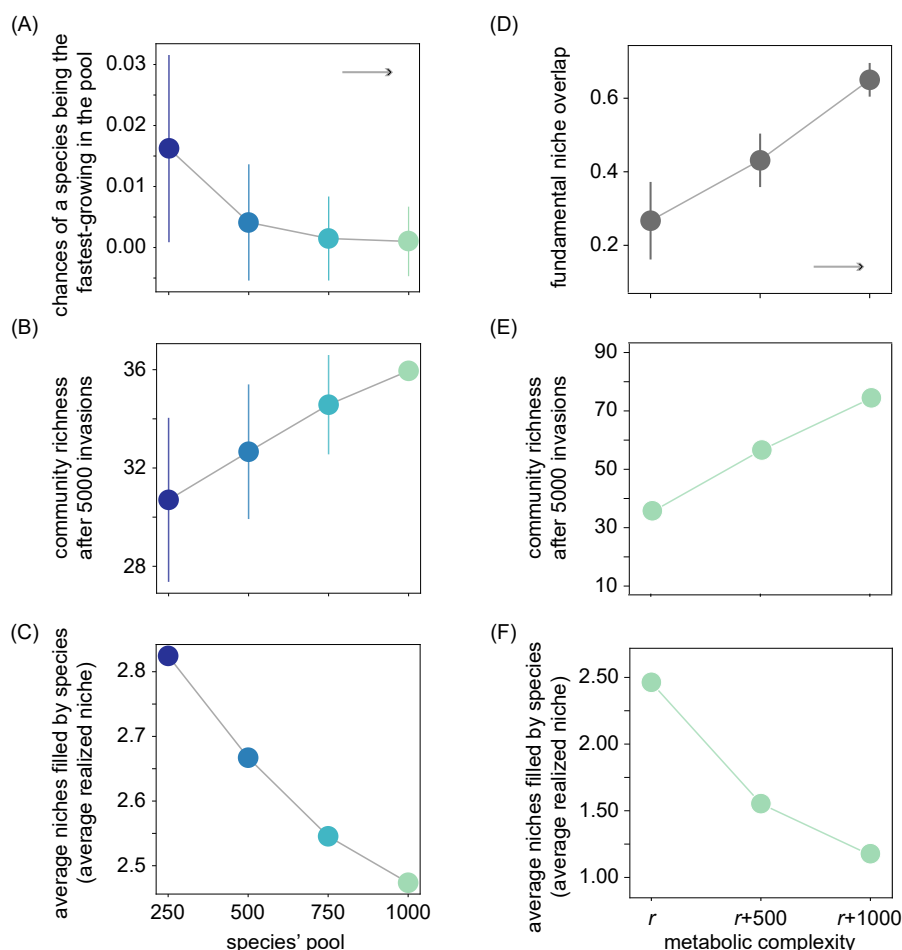 (A)
chances of a species being the
fastest-growing in the pool
0.03
0.02
0.01
0.00
(B)
community richness
after 5000 invasions
36
32
28
(C)
average niches filled by species
(average realized niche)
2.8
2.7
2.6
2.5
250
500
750
1000
species' pool
(D)
fundamental niche overlap
0.6
0.4
0.2
(E)
community richness
after 5000 invasions
90
70
50
30
10
(F)
average niches filled by species
(average realized niche)
2.50
2.00
1.50
1.00
r
r+500
r+1000
metabolic complexity